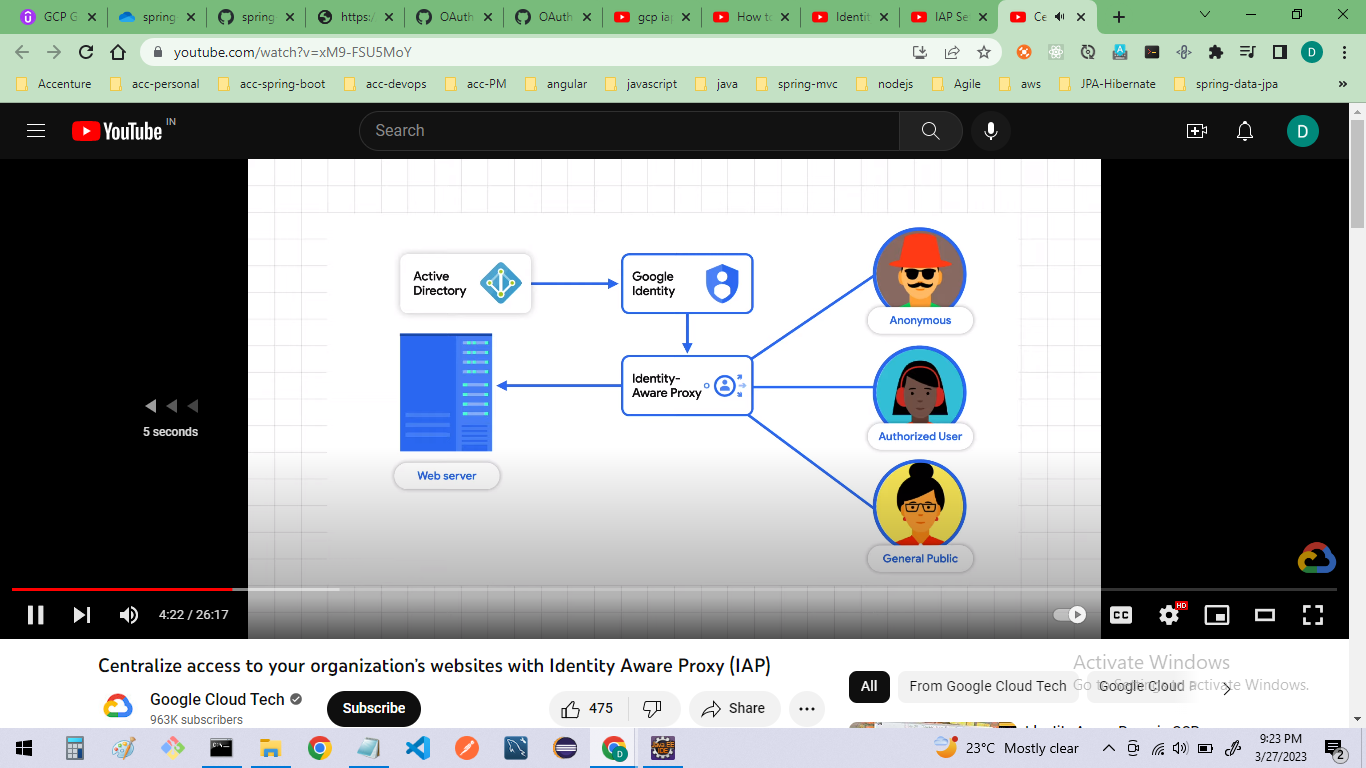 GCP G
spring
spring
https:/
OAuth
OAuth
gcp ia
How t
Identit
IAP Se
Ce
youtube.com/watch?v=xM9-FSU5MoY
D
Accenture
acc-personal
acc-spring-boot
acc-devops
acc-PM
angular
javascript
java
spring-mvc
nodejs
Agile
aws
JPA-Hibernate
spring-data-jpa
»
YouTube IN
Search
D
Active
Directory
Google
Identity
Anonymous
Identity-
Aware Proxy
5 seconds
Authorized User
Web server
General Public
4:22 / 26:17
CC
HD
Centralize access to your organization's websites with Identity Aware Proxy (IAP)
Google Cloud Tech
963K subscribers
Subscribe
475
Share
All
From Google Cloud Tech
Google Cloud
Activate Windows
Go to Settings to activate Windows.
23°C Mostly clear
9:23 PM
3/27/2023
2